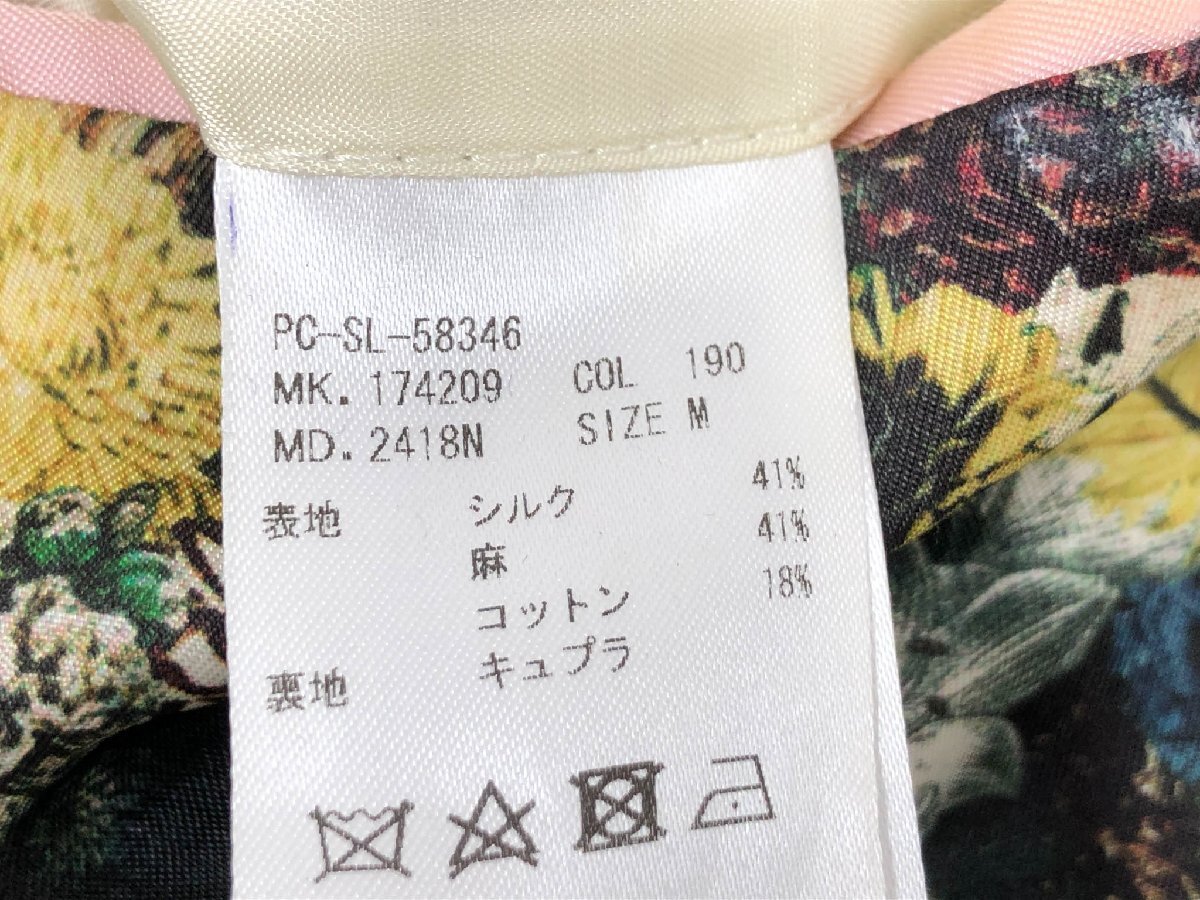 PC-SL-58346
MK. 174209 COL 190
MD. 2418N SIZE M
表地 シルク 41%
麻 41%
コットン 18%
裏地 キュプラ